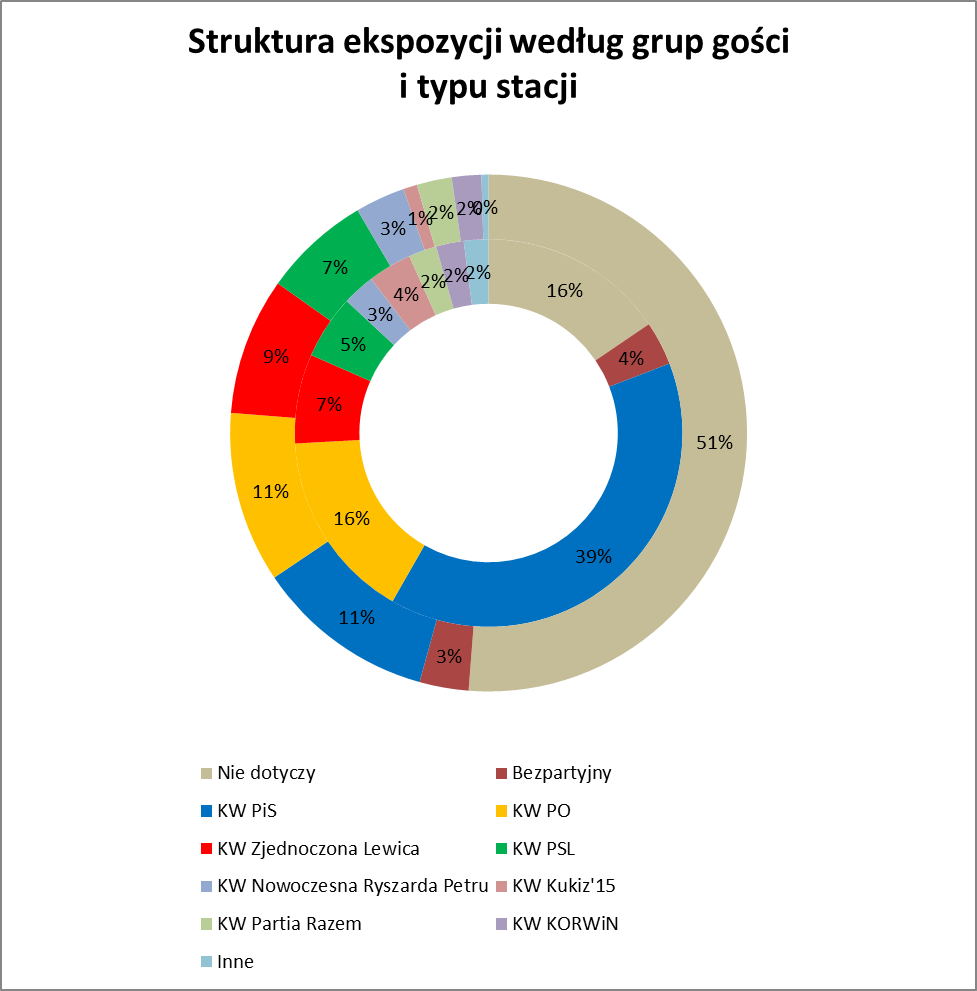 Struktura ekspozycji według grup gości
i typu stacji
3%
1%
2%
2%
0%
7%
4%
2%
2%
2%
16%
3%
9%
5%
4%
7%
51%
11%
16%
39%
11%
3%
Nie dotyczy
Bezpartyjny
KW PiS
KW PO
KW Zjednoczona Lewica
KW PSL
KW Nowoczesna Ryszarda Petru
KW Kukiz'15
KW Partia Razem
KW KORWiN
Inne